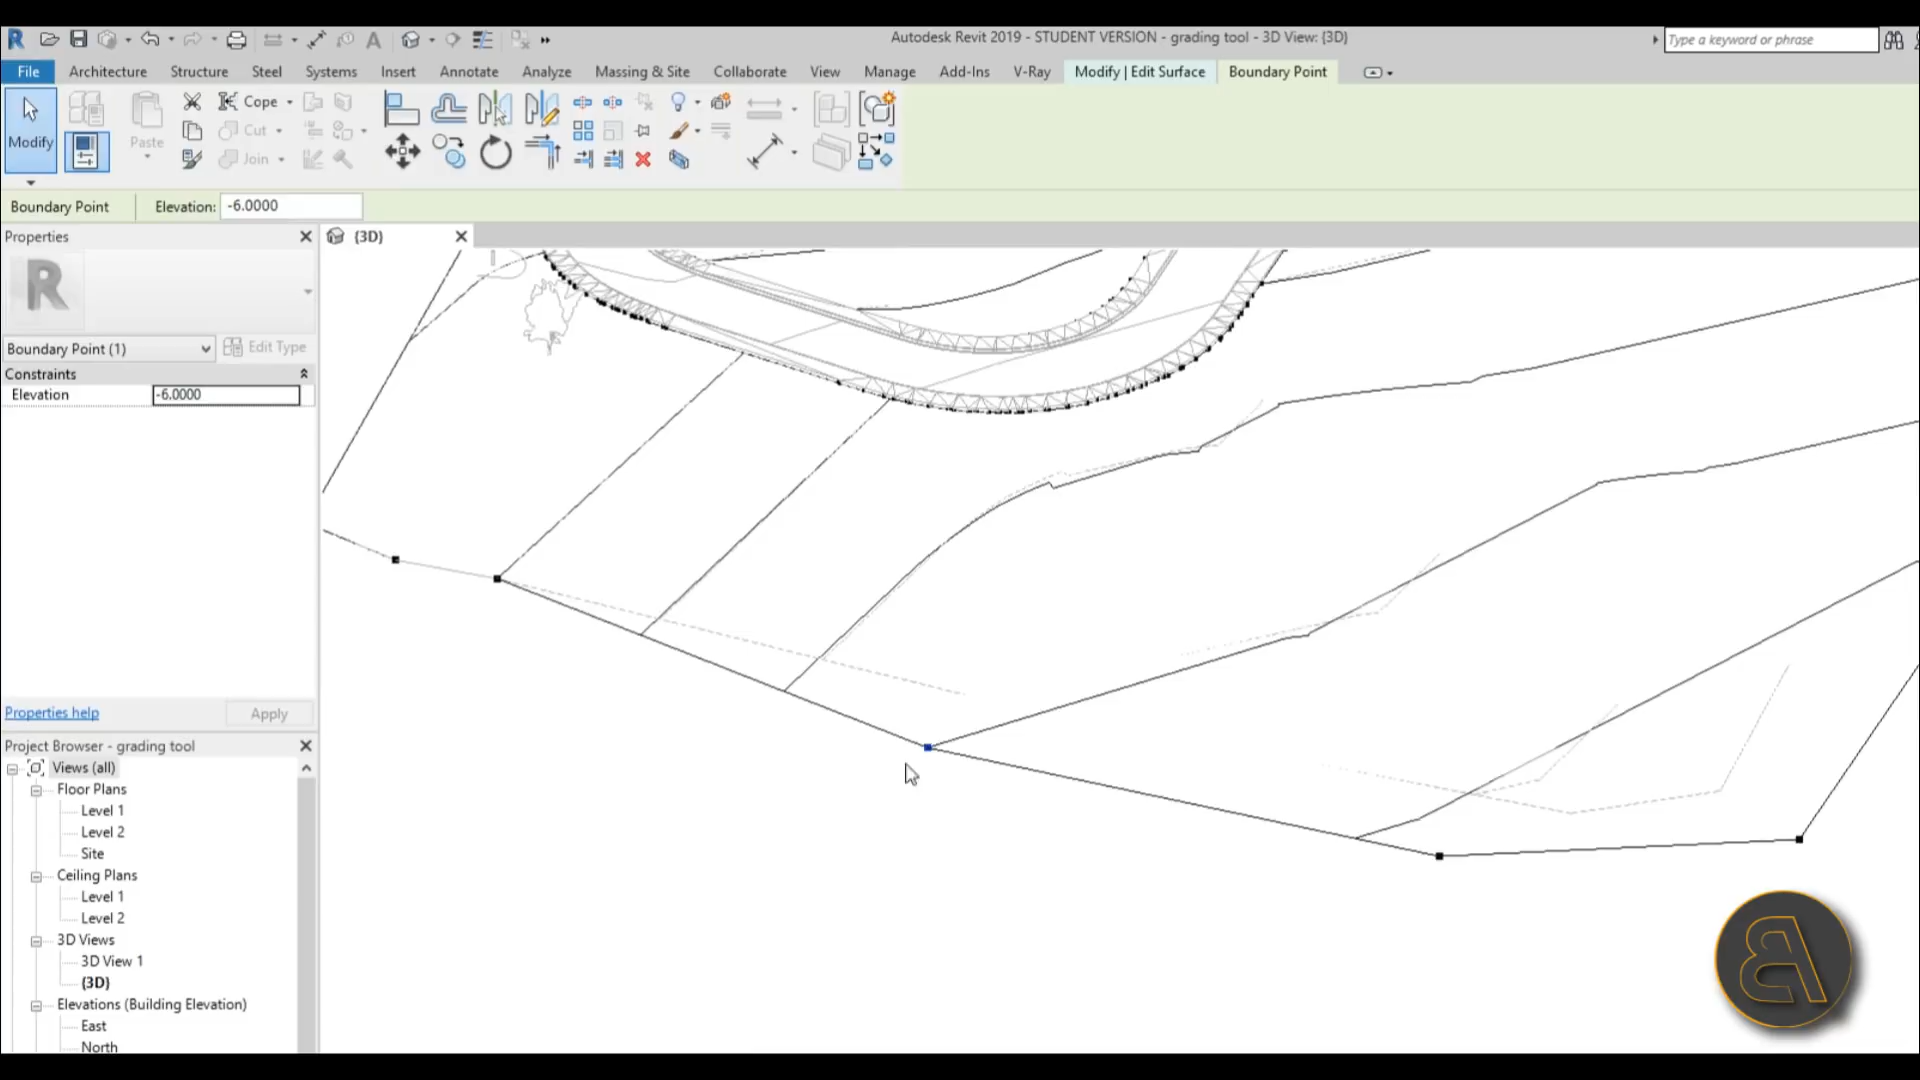 Autodesk Revit 2019 - STUDENT VERSION - grading tool - 3D View: {3D}
Type a keyword or phrase
File Architecture Structure Steel Systems Insert Annotate Analyze Massing & Site Collaborate View Manage Add-Ins V-Ray Modify | Edit Surface Boundary Point
Modify
Paste
Cope
Cut
Join
Boundary Point Elevation: -6.0000
Properties
{3D}
R
Boundary Point (1) Edit Type
Constraints
Elevation -6.0000
Properties help Apply
Project Browser - grading tool
Views (all)
Floor Plans
Level 1
Level 2
Site
Ceiling Plans
Level 1
Level 2
3D Views
3D View 1
{3D}
Elevations (Building Elevation)
East
North